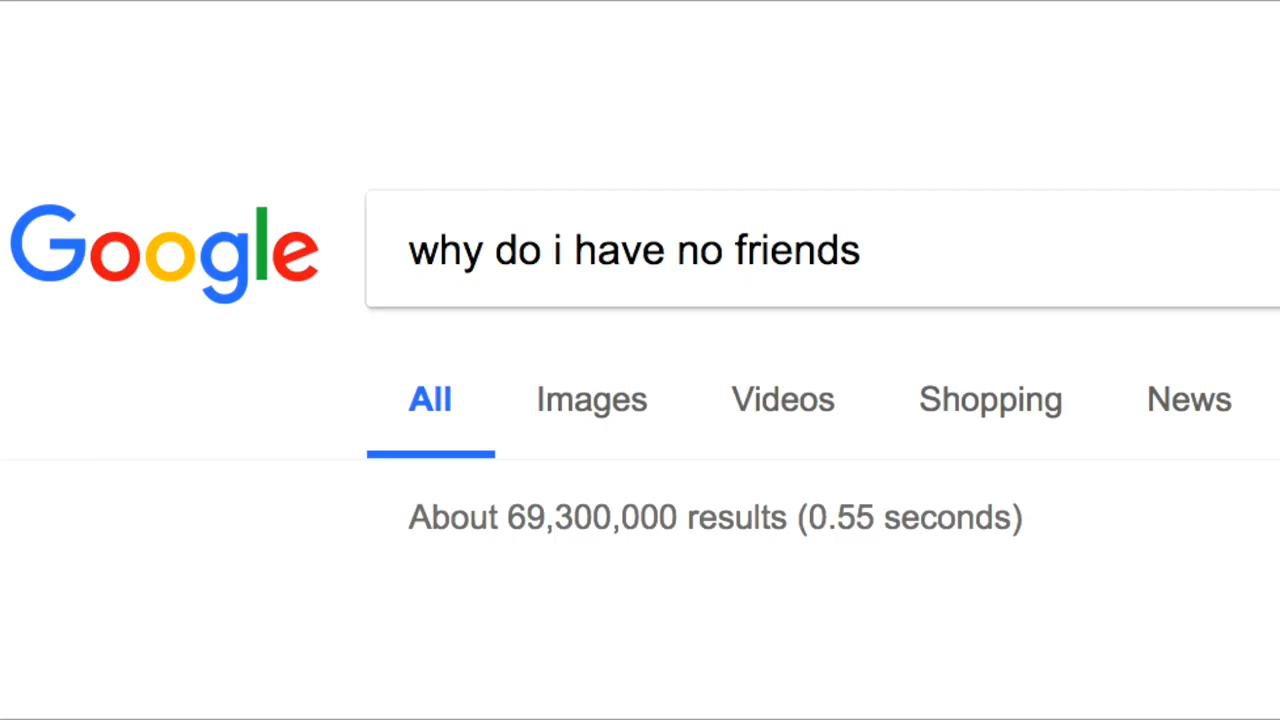 Google
why do i have no friends
All Images Videos Shopping News
About 69,300,000 results (0.55 seconds)